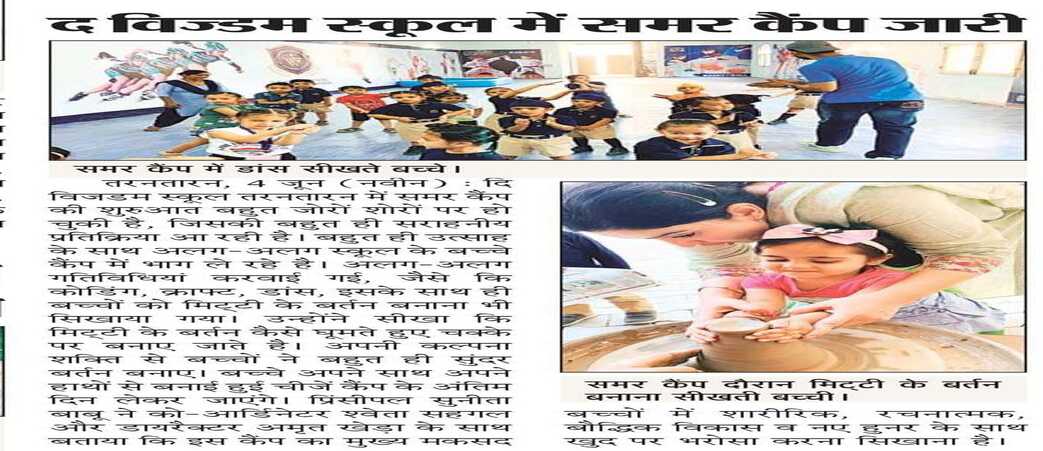 द विज्डम स्कूल में समर कैंप जारी
समर कैंप में डांस सीखते बच्चे।
तरनतारन, 4 जून (नवीन) : दि
विजडम स्कूल तरनतारन में समर कैंप
की शुरुआत बहुत जोरों शोरों पर हो
चुकी है, जिसकी बहुत ही सराहनीय
प्रतिक्रिया आ रही है। बहुत ही उत्साह
के साथ अलग-अलग स्कूल के बच्चे
कैंप में भाग ले रहे है। अलग-अलग
गतिलिधियां करवाई गई, जैसे कि
कोडिंग, क्राफ्ट, डांस, इसके साथ ही
बच्चों को मिट्टी के बर्तन बनाना भी
सिखाया गया। उन्होंने सीखा कि
मिट्टी के बर्तन कैसे घूमते हुए चक्के
पर बनाए जाते है। अपनी कल्पना
शक्ति से बच्चों ने बहुत ही सुंदर
बर्तन बनाए। बच्चे अपने साथ अपने
हाथों से बनाई हुई चीजें कैंप के अंतिम
दिन लेकर जाएंगे। प्रिंसीपल सुनीता
बाबू ने को-आर्डिनेटर श्वेता सहगल
और डायरैक्टर अमृत खेड़ा के साथ
बताया कि इस कैंप का मुख्य मकसद
समर कैंप दौरान मिट्टी के बर्तन
बनाना सीखती बच्ची।
बच्चों में शारीरिक, रचनात्मक,
बौद्धिक विकास व नए हुनर के साथ
खुद पर भरोसा करना सिखाना है।